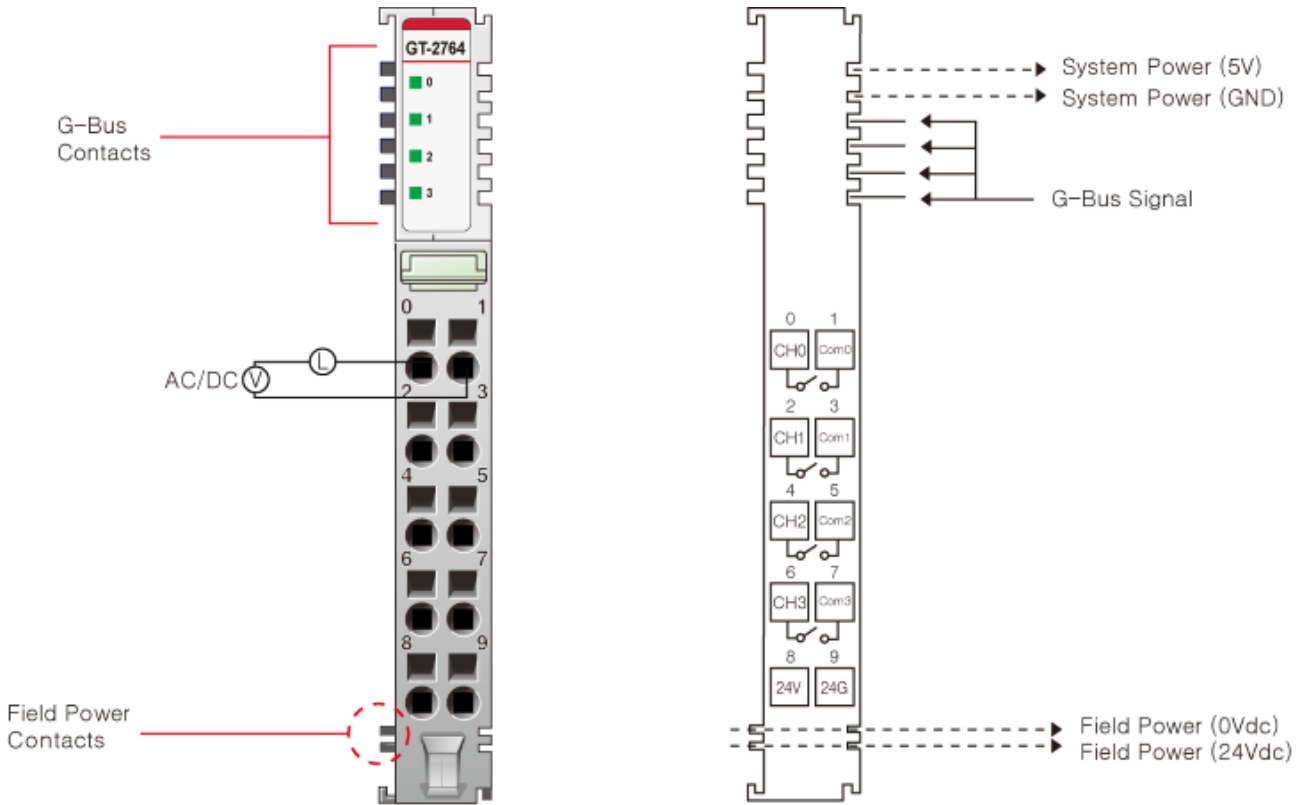 GT-2764
0
1
2
3
G-Bus
Contacts
0 1
AC/DC V L
2 3
4 5
6 7
8 9
Field Power
Contacts
System Power (5V)
System Power (GND)
G-Bus Signal
0 1
CH0 Com0
2 3
CH1 Com1
4 5
CH2 Com2
6 7
CH3 Com3
8 9
24V 24G
Field Power (0Vdc)
Field Power (24Vdc)